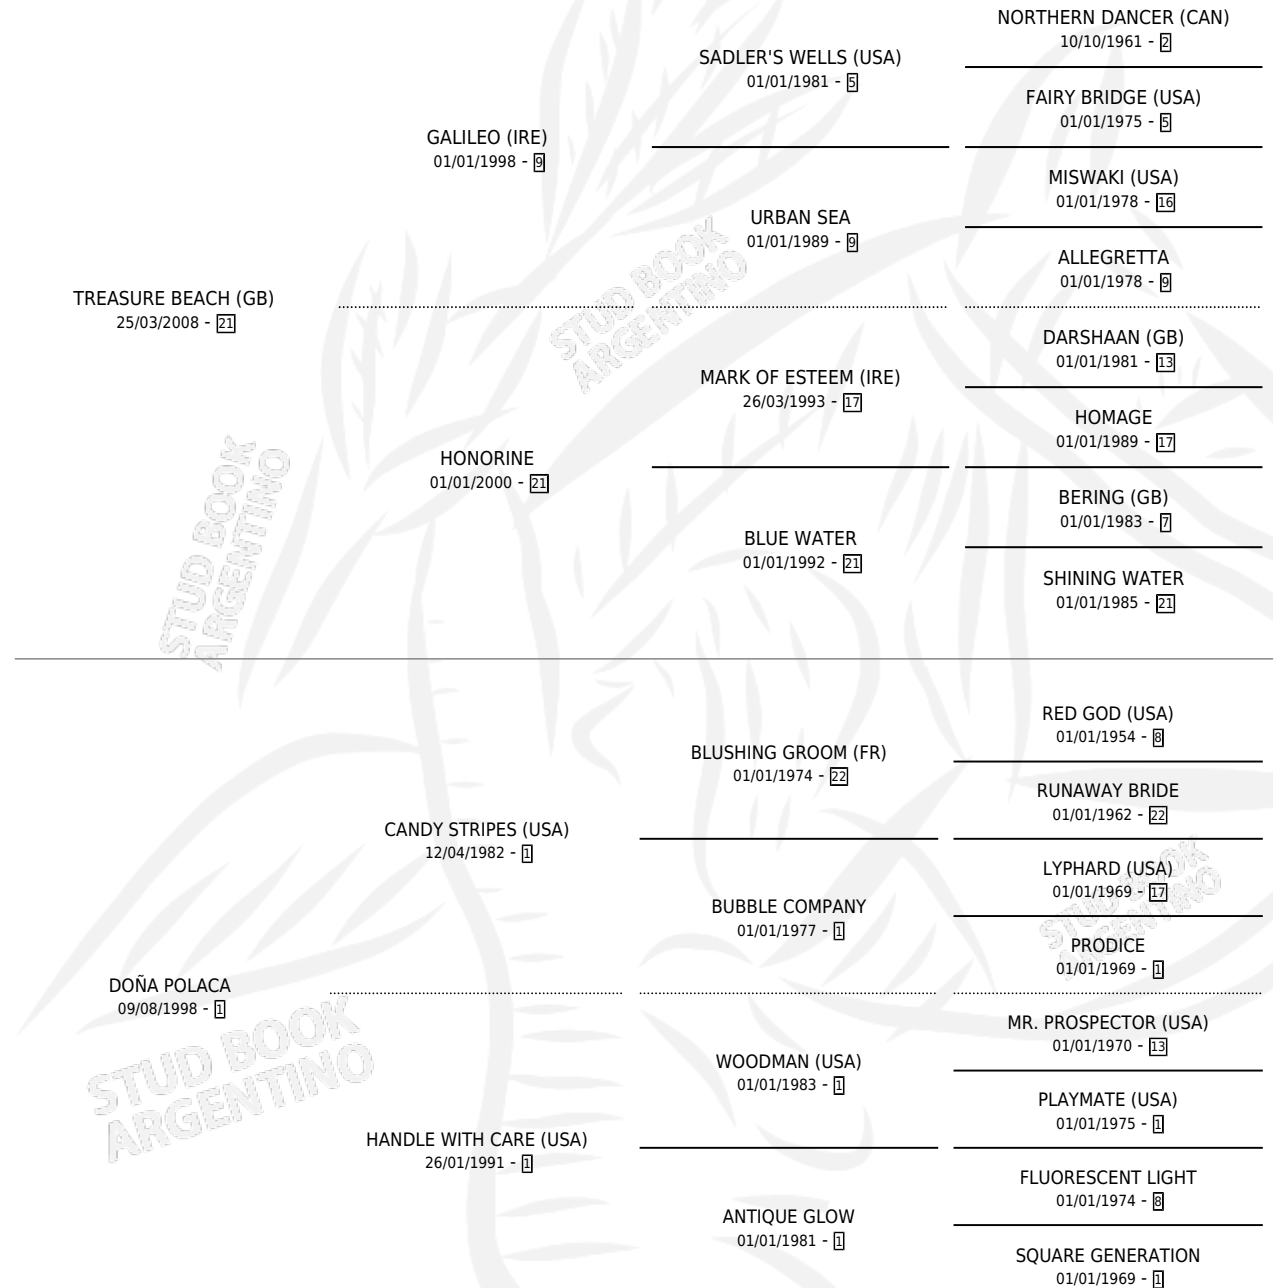 NORTHERN DANCER (CAN)
10/10/1961 - 2
SADLER'S WELLS (USA)
01/01/1981 - 5
FAIRY BRIDGE (USA)
01/01/1975 - 5
GALILEO (IRE)
01/01/1998 - 9
MISWAKI (USA)
01/01/1978 - 16
URBAN SEA
01/01/1989 - 9
ALLEGRETTA
01/01/1978 - 9
TREASURE BEACH (GB)
25/03/2008 - 21
DARSHAAN (GB)
01/01/1981 - 13
MARK OF ESTEEM (IRE)
26/03/1993 - 17
HOMAGE
01/01/1989 - 17
HONORINE
01/01/2000 - 21
BERING (GB)
01/01/1983 - 7
BLUE WATER
01/01/1992 - 21
SHINING WATER
01/01/1985 - 21
RED GOD (USA)
01/01/1954 - 8
BLUSHING GROOM (FR)
01/01/1974 - 22
RUNAWAY BRIDE
01/01/1962 - 22
CANDY STRIPES (USA)
12/04/1982 - 1
LYPHARD (USA)
01/01/1969 - 17
BUBBLE COMPANY
01/01/1977 - 1
PRODICE
01/01/1969 - 1
DOÑA POLACA
09/08/1998 - 1
MR. PROSPECTOR (USA)
01/01/1970 - 13
WOODMAN (USA)
01/01/1983 - 1
PLAYMATE (USA)
01/01/1975 - 1
HANDLE WITH CARE (USA)
26/01/1991 - 1
FLUORESCENT LIGHT
01/01/1974 - 8
ANTIQUE GLOW
01/01/1981 - 1
SQUARE GENERATION
01/01/1969 - 1
STUD BOOK
ARGENTINO
STUD BOOK
ARGENTINO
STUD BOOK
ARGENTINO
STUD BOOK
ARGENTINO